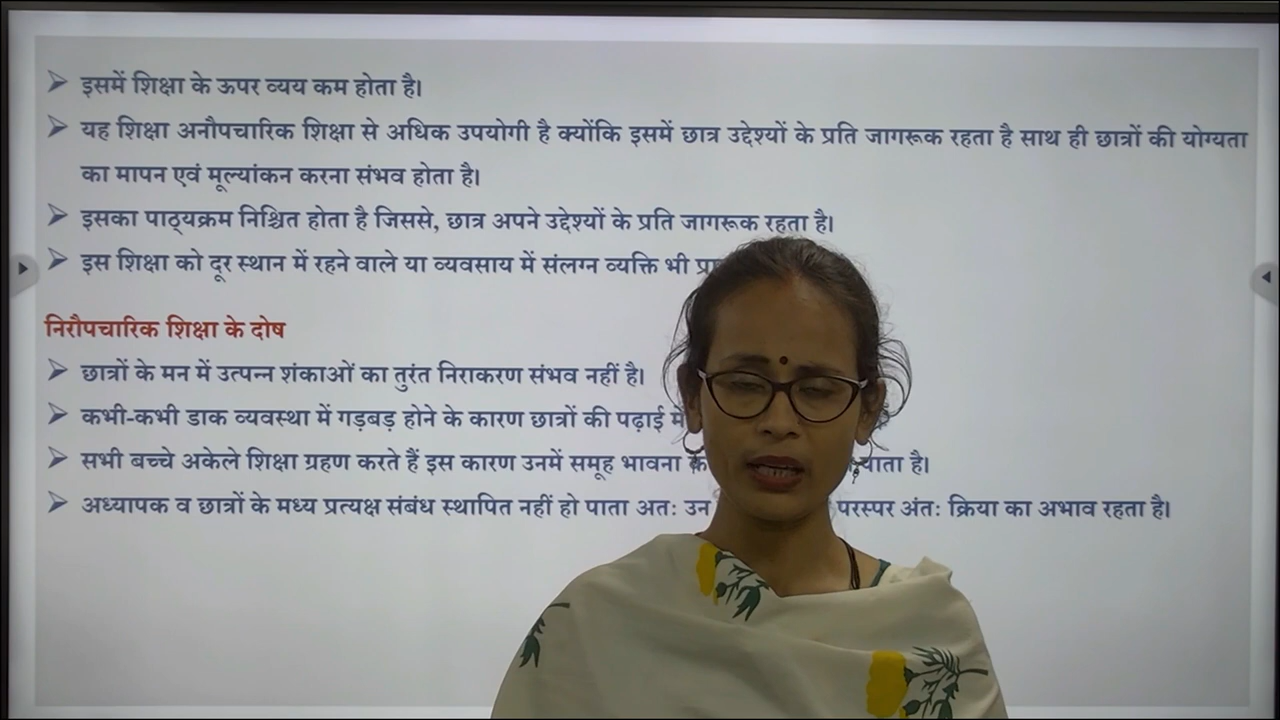 इसमें शिक्षा के ऊपर व्यय कम होता है।
यह शिक्षा अनौपचारिक शिक्षा से अधिक उपयोगी है क्योंकि इसमें छात्र उद्देश्यों के प्रति जागरूक रहता है साथ ही छात्रों की योग्यता
का मापन एवं मूल्यांकन करना संभव होता है।
इसका पाठ्यक्रम निश्चित होता है जिससे, छात्र अपने उद्देश्यों के प्रति जागरूक रहता है।
इस शिक्षा को दूर स्थान में रहने वाले या व्यवसाय में संलग्न व्यक्ति भी
निरौपचारिक शिक्षा के दोष
छात्रों के मन में उत्पन्न शंकाओं का तुरंत निराकरण संभव नहीं है।
कभी-कभी डाक व्यवस्था में गड़बड़ होने के कारण छात्रों की पढ़ाई
सभी बच्चे अकेले शिक्षा ग्रहण करते हैं इस कारण उनमें समूह भावना पाता है।
अध्यापक व छात्रों के मध्य प्रत्यक्ष संबंध स्थापित नहीं हो पाता अतः परस्पर अंतः क्रिया का अभाव रहता है।